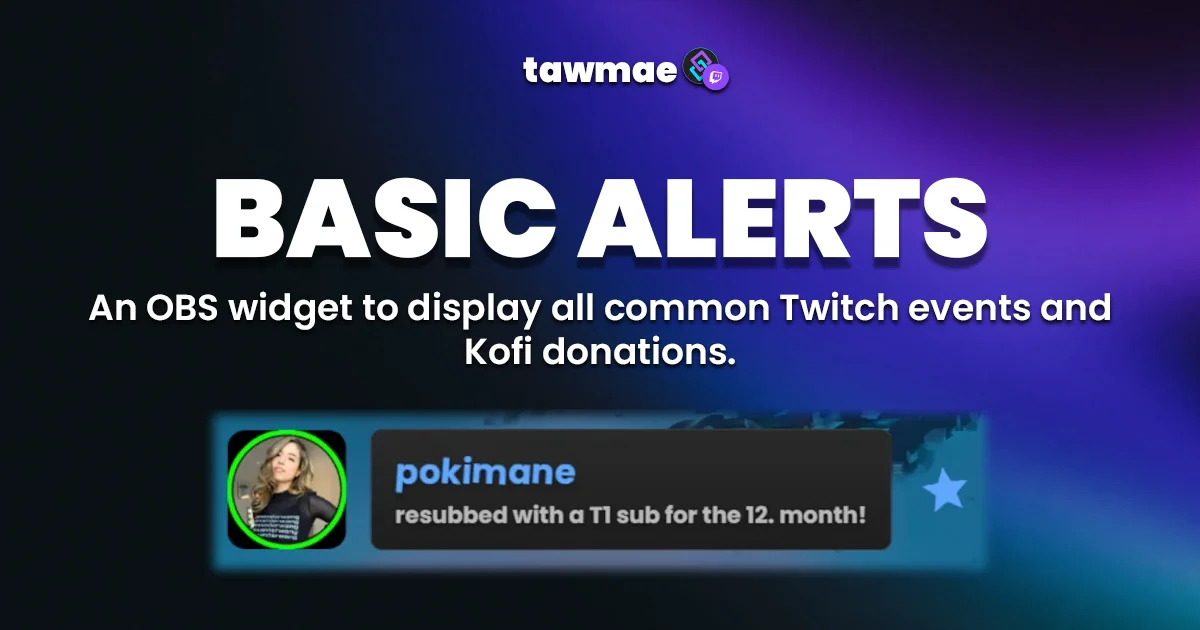 tawmae
BASIC ALERTS
An OBS widget to display all common Twitch events and
Kofi donations.
pokimane
resubbed with a T1 sub for the 12. month!